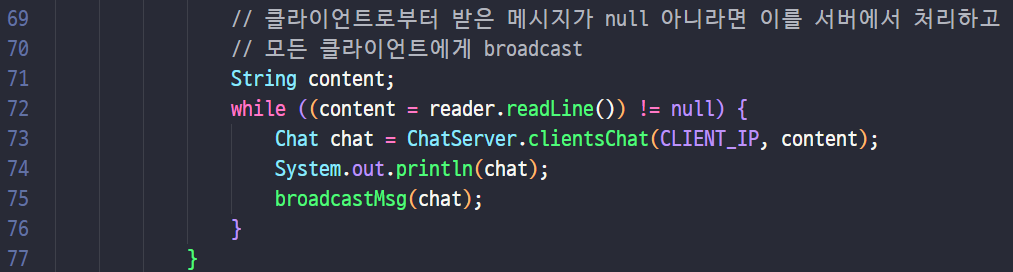 69 // 클라이언트로부터 받은 메시지가 null 아니라면 이를 서버에서 처리하고
70 // 모든 클라이언트에게 broadcast
71 String content;
72 while ((content = reader.readLine()) != null) {
73 Chat chat = ChatServer.clientsChat(CLIENT_IP, content);
74 System.out.println(chat);
75 broadcastMsg(chat);
76 }
77 }